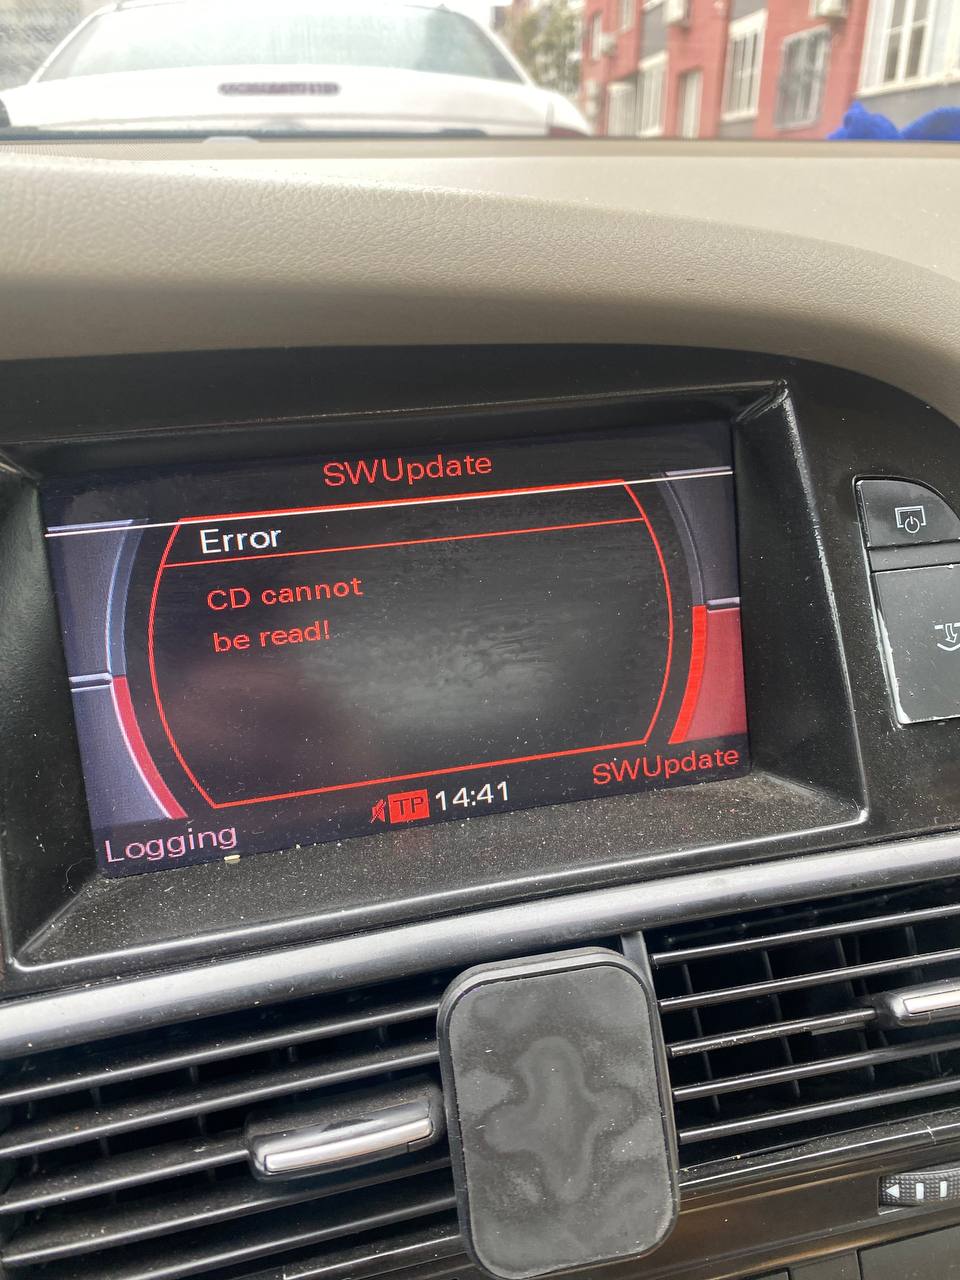 SWUpdate
Error
CD cannot
be read!
SWUpdate
TP 14:41
Logging